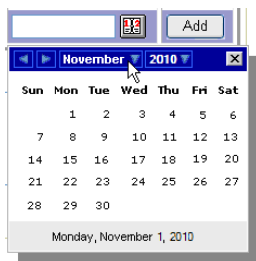 Add
November 2010 X
Sun Mon Tue Wed Thu Fri Sat
1 2 3 4 5 6
7 8 9 10 11 12 13
14 15 16 17 18 19 20
21 22 23 24 25 26 27
28 29 30
Monday, November 1, 2010